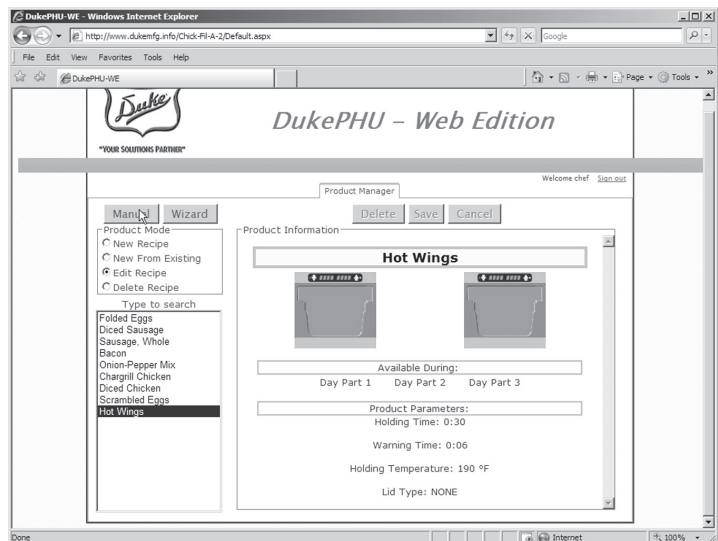 DukePHU-WE - Windows Internet Explorer
http://www.dukemfg.info/Chick-Fil-A-2/Default.aspx
Google
File Edit View Favorites Tools Help
DukePHU-WE
Page Tools
Duke
"YOUR SOLUTIONS PARTNER"
DukePHU – Web Edition
Welcome chef Sign out
Product Manager
Manual Wizard
Delete Save Cancel
Product Mode
New Recipe
New From Existing
Edit Recipe
Delete Recipe
Type to search
Folded Eggs
Diced Sausage
Sausage, Whole
Bacon
Onion-Pepper Mix
Chargrill Chicken
Diced Chicken
Scrambled Eggs
Hot Wings
Product Information
Hot Wings
Available During:
Day Part 1 Day Part 2 Day Part 3
Product Parameters:
Holding Time: 0:30
Warning Time: 0:06
Holding Temperature: 190 ºF
Lid Type: NONE
Done
Internet
100%